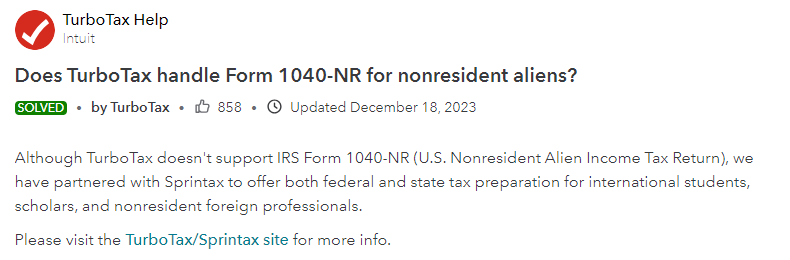 TurboTax Help
Intuit
Does TurboTax handle Form 1040-NR for nonresident aliens?
SOLVED • by TurboTax • 858 • Updated December 18, 2023
Although TurboTax doesn't support IRS Form 1040-NR (U.S. Nonresident Alien Income Tax Return), we
have partnered with Sprintax to offer both federal and state tax preparation for international students,
scholars, and nonresident foreign professionals.
Please visit the TurboTax/Sprintax site for more info.